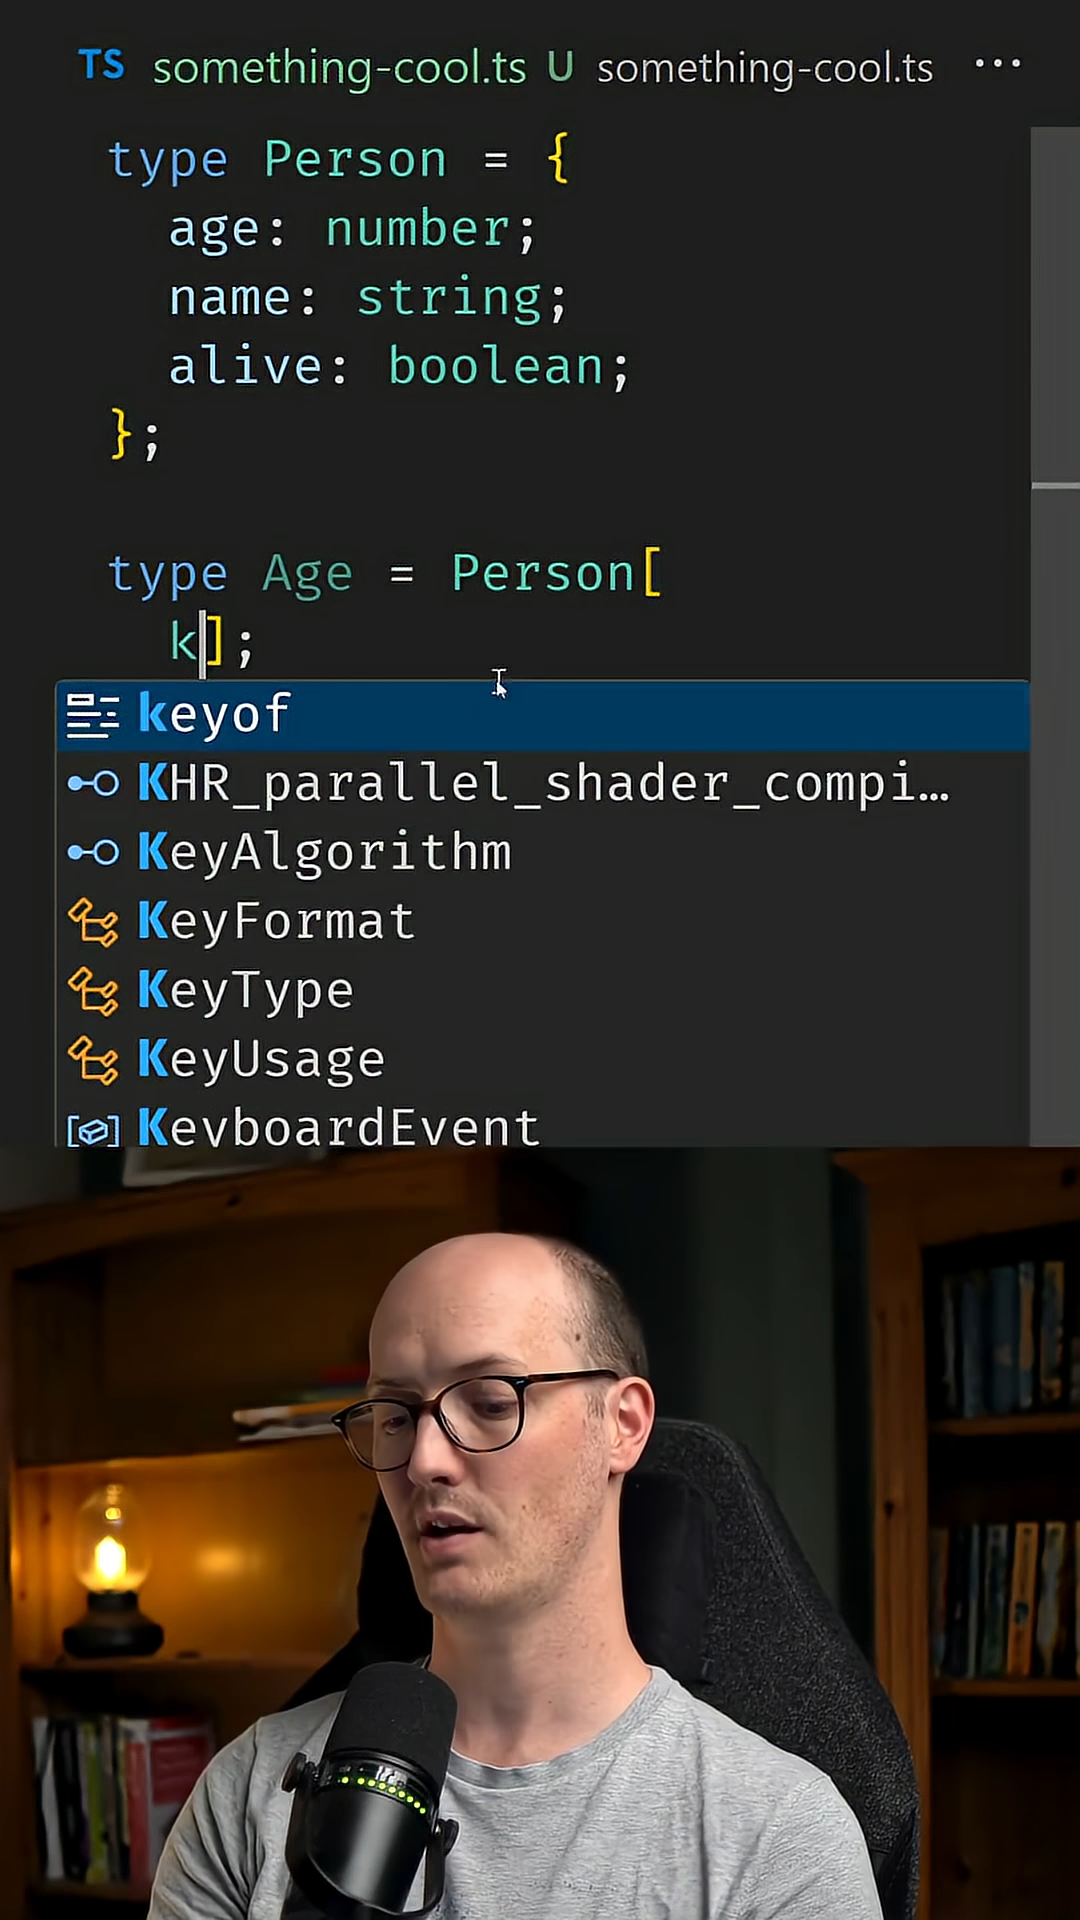 TS something-cool.ts U something-cool.ts ...
type Person = {
age: number;
name: string;
alive: boolean;
};
type Age = Person[
k];
keyof
KHR_parallel_shader_compi…
KeyAlgorithm
KeyFormat
KeyType
KeyUsage
KeyboardEvent